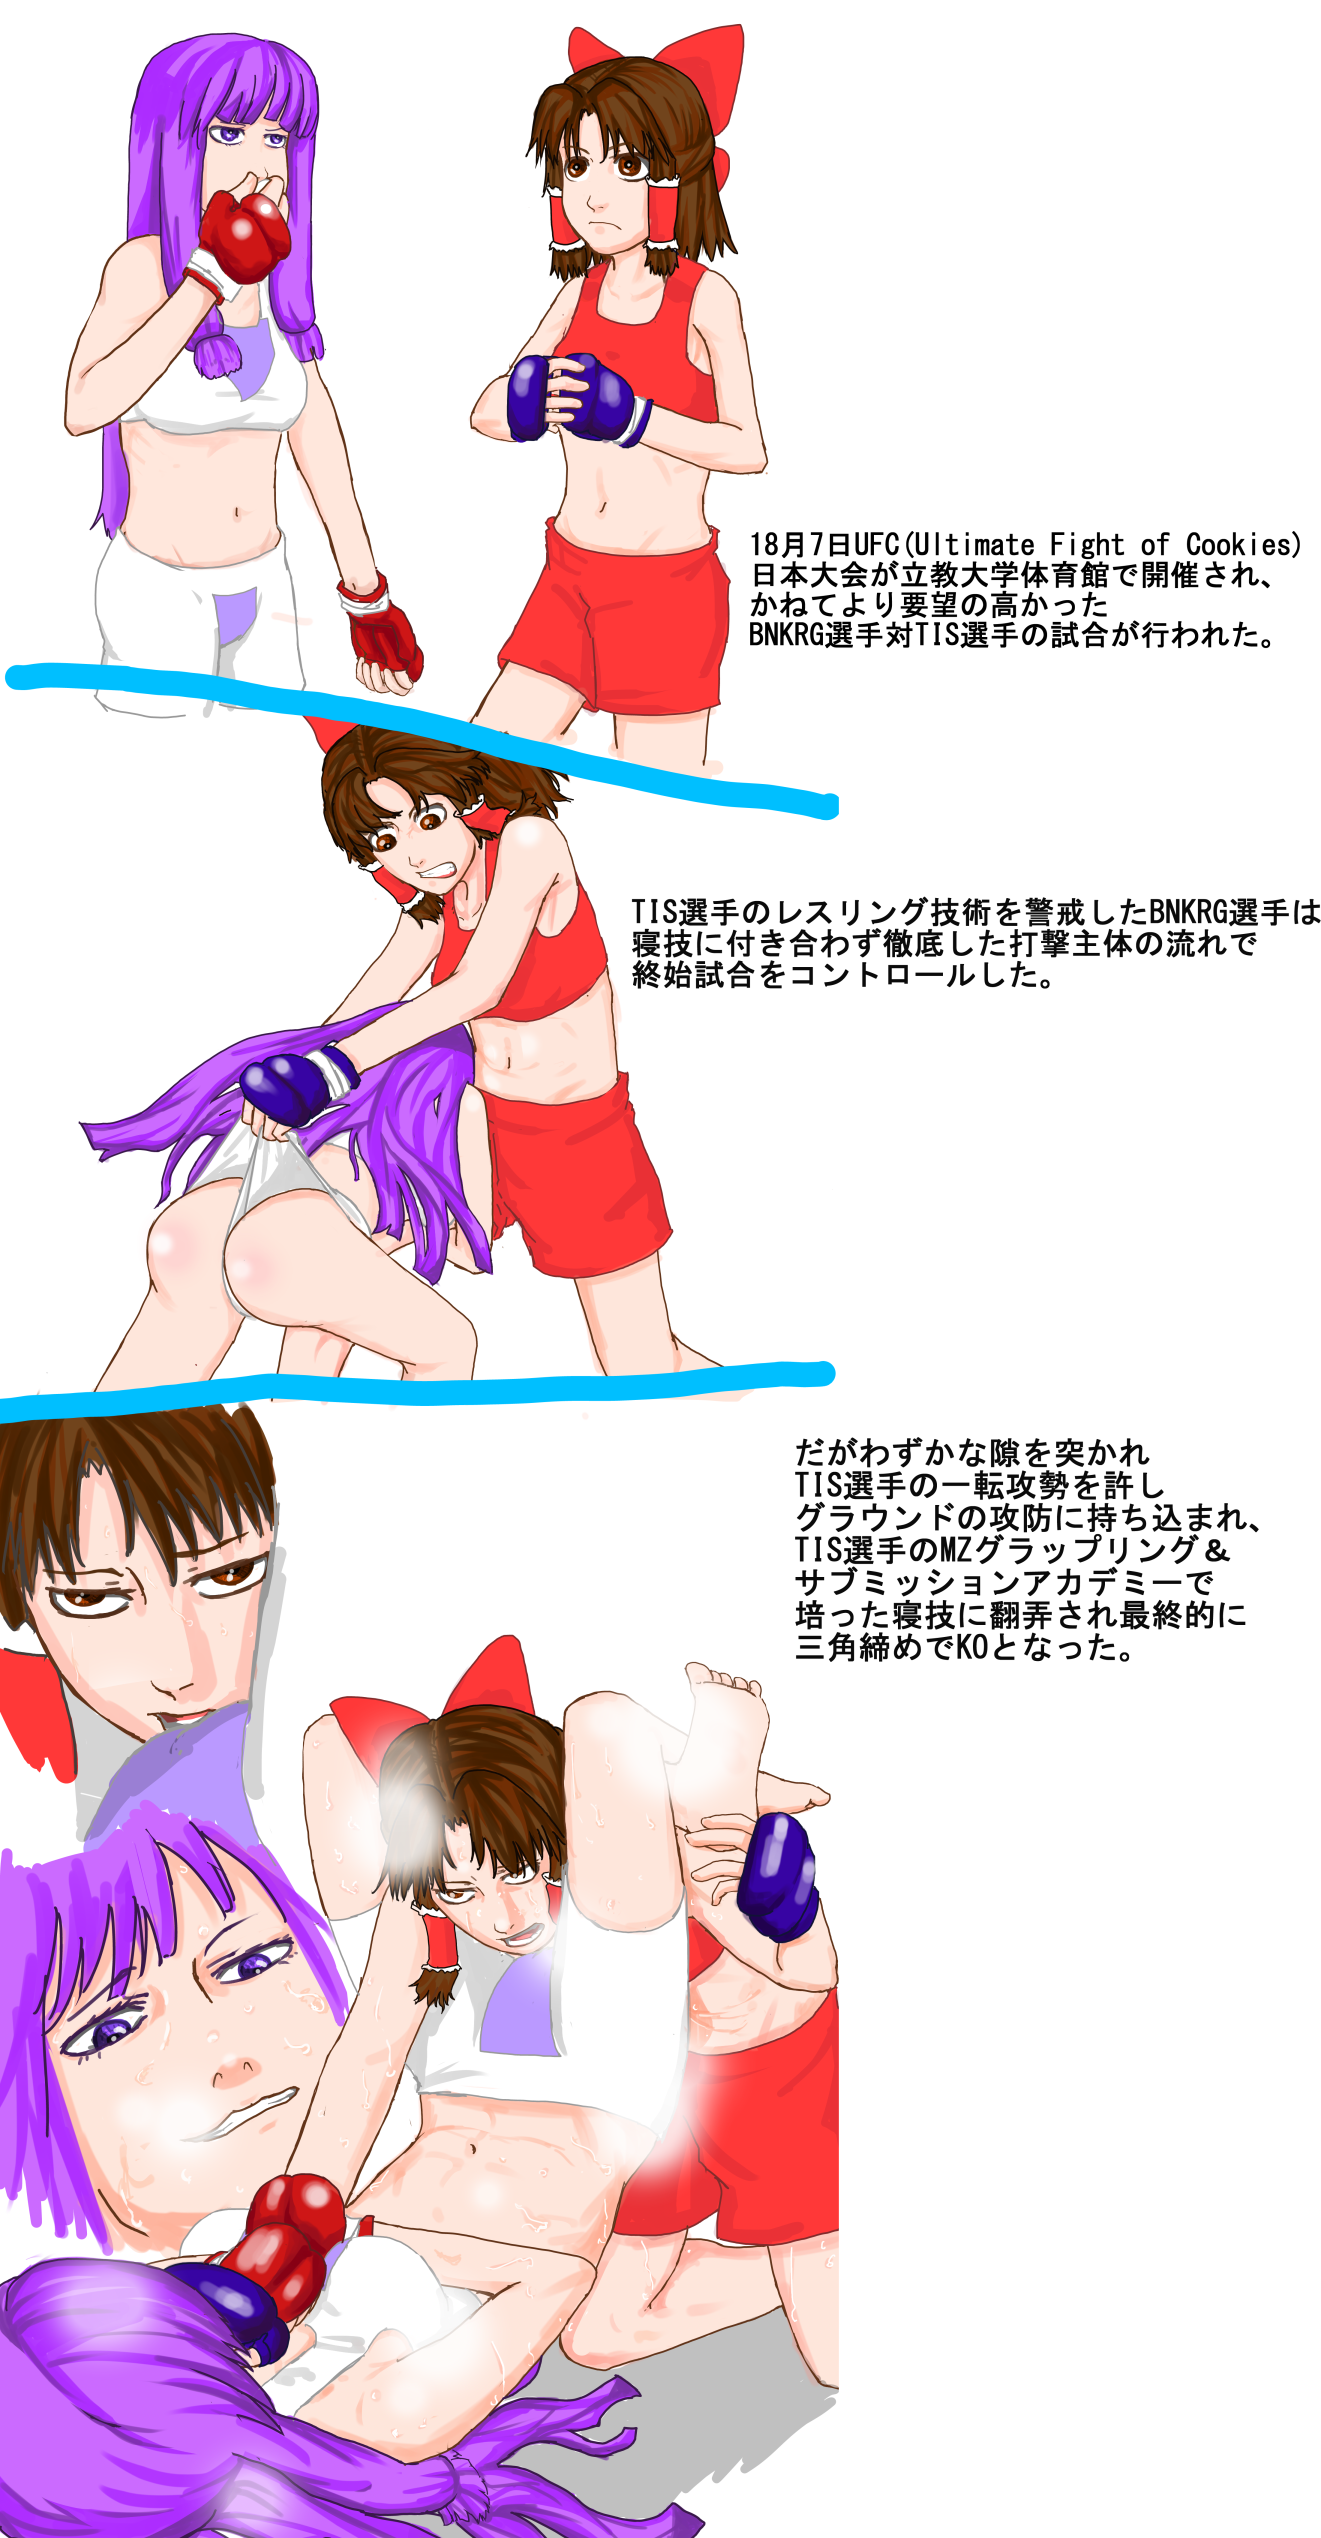 18月7日UFC(Ultimate Fight of Cookies)
日本大会が立教大学体育館で開催され、
かねてより要望の高かった
BNKRG選手対TIS選手の試合が行われた。
TIS選手のレスリング技術を警戒したBNKRG選手は
寝技に付き合わず徹底した打撃主体の流れで
終始試合をコントロールした。
だがわずかな隙を突かれ
TIS選手の一転攻勢を許し
グラウンドの攻防に持ち込まれ、
TIS選手のMZグラップリング＆
サブミッションアカデミーで
培った寝技に翻弄され最終的に
三角締めでKOとなった。